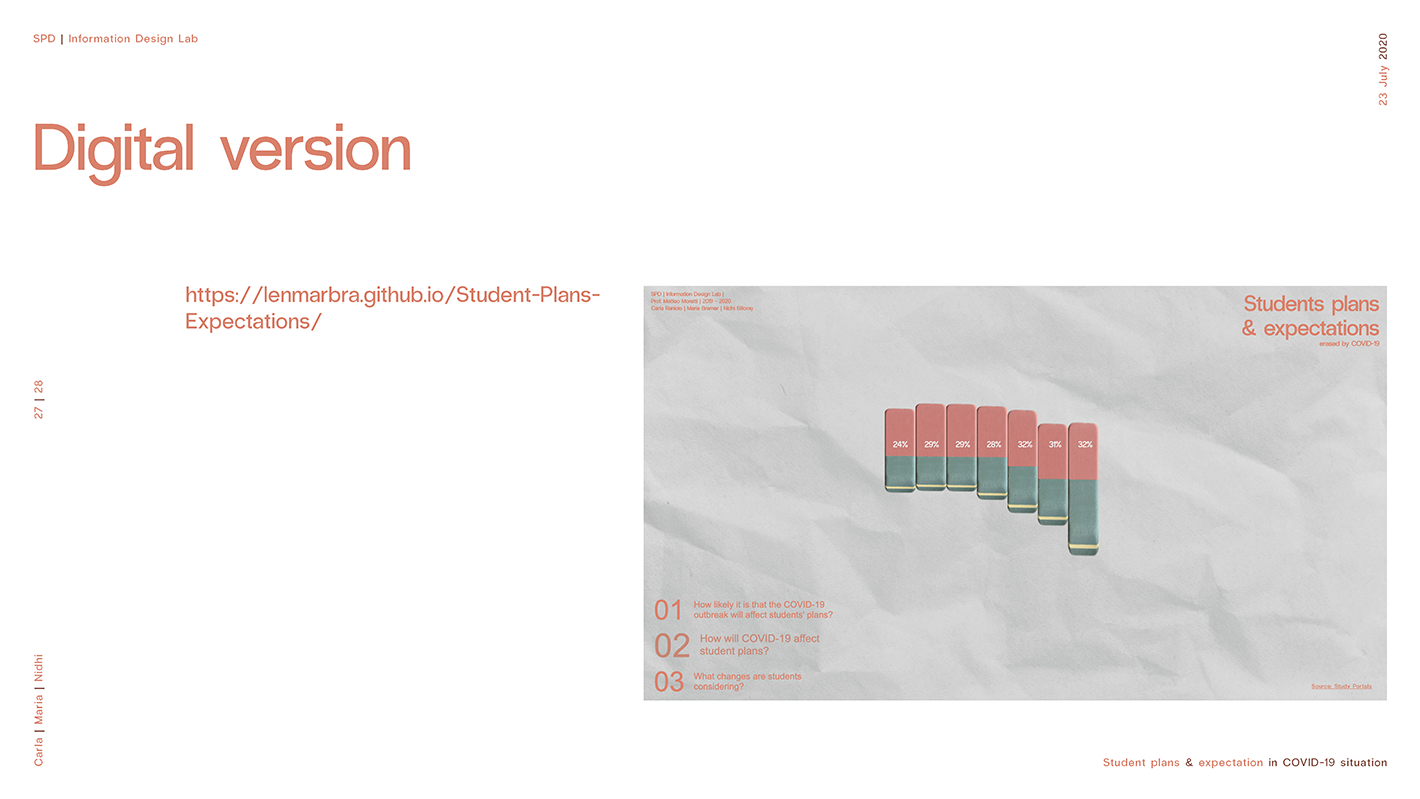 SPD | Information Design Lab
23 July 2020
Digital version
https://lenmarbra.github.io/Student-Plans-
Expectations/
27 | 28
Carla | Maria | Nidhi
SPD | Information Design Lab |
Prof. Matteo Moretti | 2019 - 2020
Carla | Maria | Nidhi
Students plans
& expectations
erased by COVID-19
24% 29% 29% 28% 32% 31% 32%
01 How likely it is that the COVID-19
outbreak will affect students' plans?
02 How will COVID-19 affect
student plans?
03 What changes are students
considering?
Source: Study Portals
Student plans & expectation in COVID-19 situation